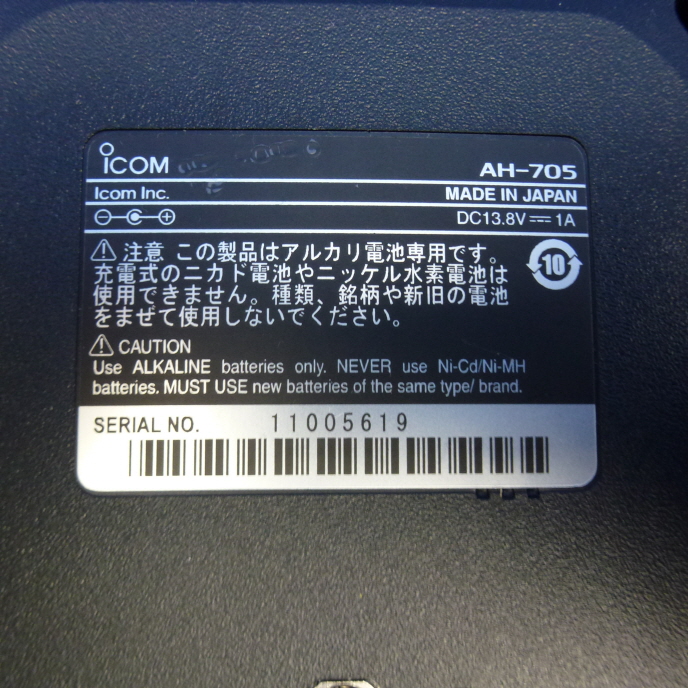 ICOM
AH-705
Icom Inc.
MADE IN JAPAN
DC13.8V⎓1A
⚠注意 この製品はアルカリ電池専用です。
充電式のニカド電池やニッケル水素電池は
使用できません。種類、銘柄や新旧の電池
をまぜて使用しないでください。
10
⚠CAUTION
Use ALKALINE batteries only. NEVER use Ni-Cd/Ni-MH
batteries. MUST USE new batteries of the same type/ brand.
SERIAL NO. 11005619